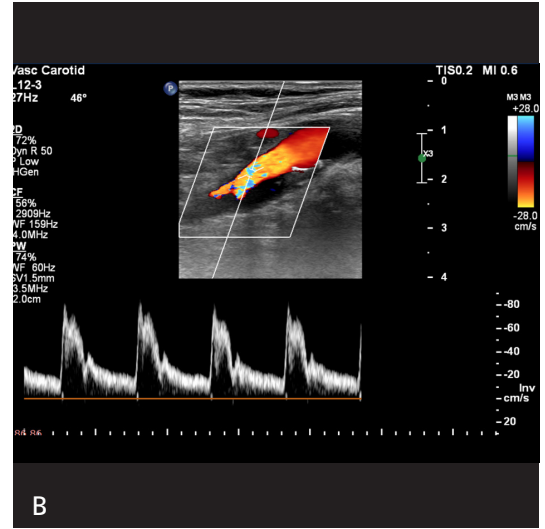 Vasc Carotid
TIS0.2 MI 0.6
L12-3
27Hz 46°
P
M3 M3
+28.0
-28.0
cm/s
2D
72%
Dyn R 50
P Low
HGen
CF
56%
2909Hz
WF 159Hz
4.0MHz
PW
74%
WF 60Hz
SV1.5mm
3.5MHz
2.0cm
0
1
X3
2
3
4
-80
-60
-40
-20
Inv
cm/s
-20
B